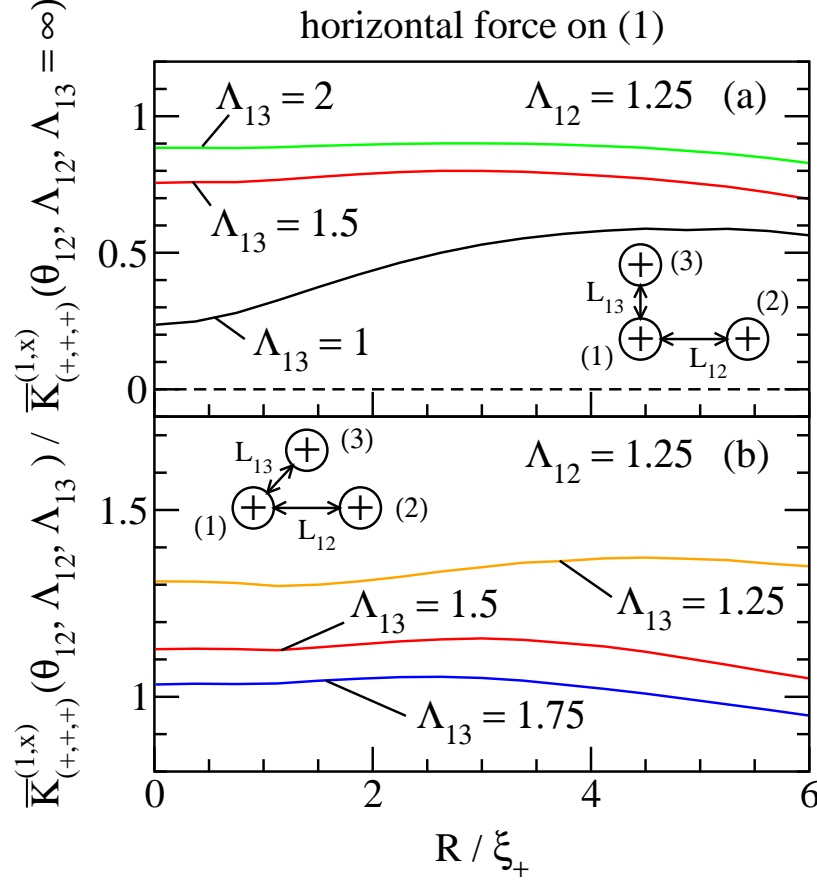 horizontal force on (1)
K̅₍₊,₊,₊₎⁽¹,ˣ⁾(θ₁₂, Λ₁₂, Λ₁₃) / K̅₍₊,₊,₊₎⁽¹,ˣ⁾(θ₁₂, Λ₁₂, Λ₁₃ = ∞)
Λ₁₃ = 2
Λ₁₂ = 1.25
(a)
1
Λ₁₃ = 1.5
0.5
+
(3)
L₁₃
(2)
+
+
(1)
L₁₂
Λ₁₃ = 1
0
+
(3)
L₁₃
Λ₁₂ = 1.25
(b)
1.5
+
+
(1)
L₁₂
(2)
Λ₁₃ = 1.5
Λ₁₃ = 1.25
1
Λ₁₃ = 1.75
0
2
4
6
R / ξ₊